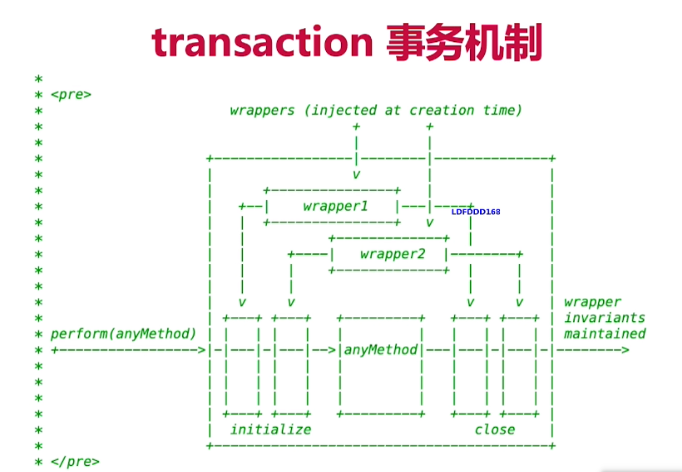 transaction 事务机制
*
* <pre>
* wrappers (injected at creation time)
* + +
* | |
* +-----------------|--------|--------------+
* | v | |
* | +---------------+ | |
* | +--| wrapper1 |---|----+ |
* | | +---------------+ v | |
* | | +-------------+ | |
* | | +----| wrapper2 |--------+ |
* | | | +-------------+ | | |
* | | | | | |
* | v v v v | wrapper
* | +---+ +---+ +---------+ +---+ +---+ | invariants
* perform(anyMethod) | | | | | | | | | | | | maintained
* +----------------->|-|---|-|---|-->|anyMethod|---|---|-|---|-|-------->
* | | | | | | | | | | | |
* | | | | | | | | | | | |
* | | | | | | | | | | | |
* | +---+ +---+ +---------+ +---+ +---+ |
* | initialize close |
* +-----------------------------------------+
* </pre>
LDFDDD168